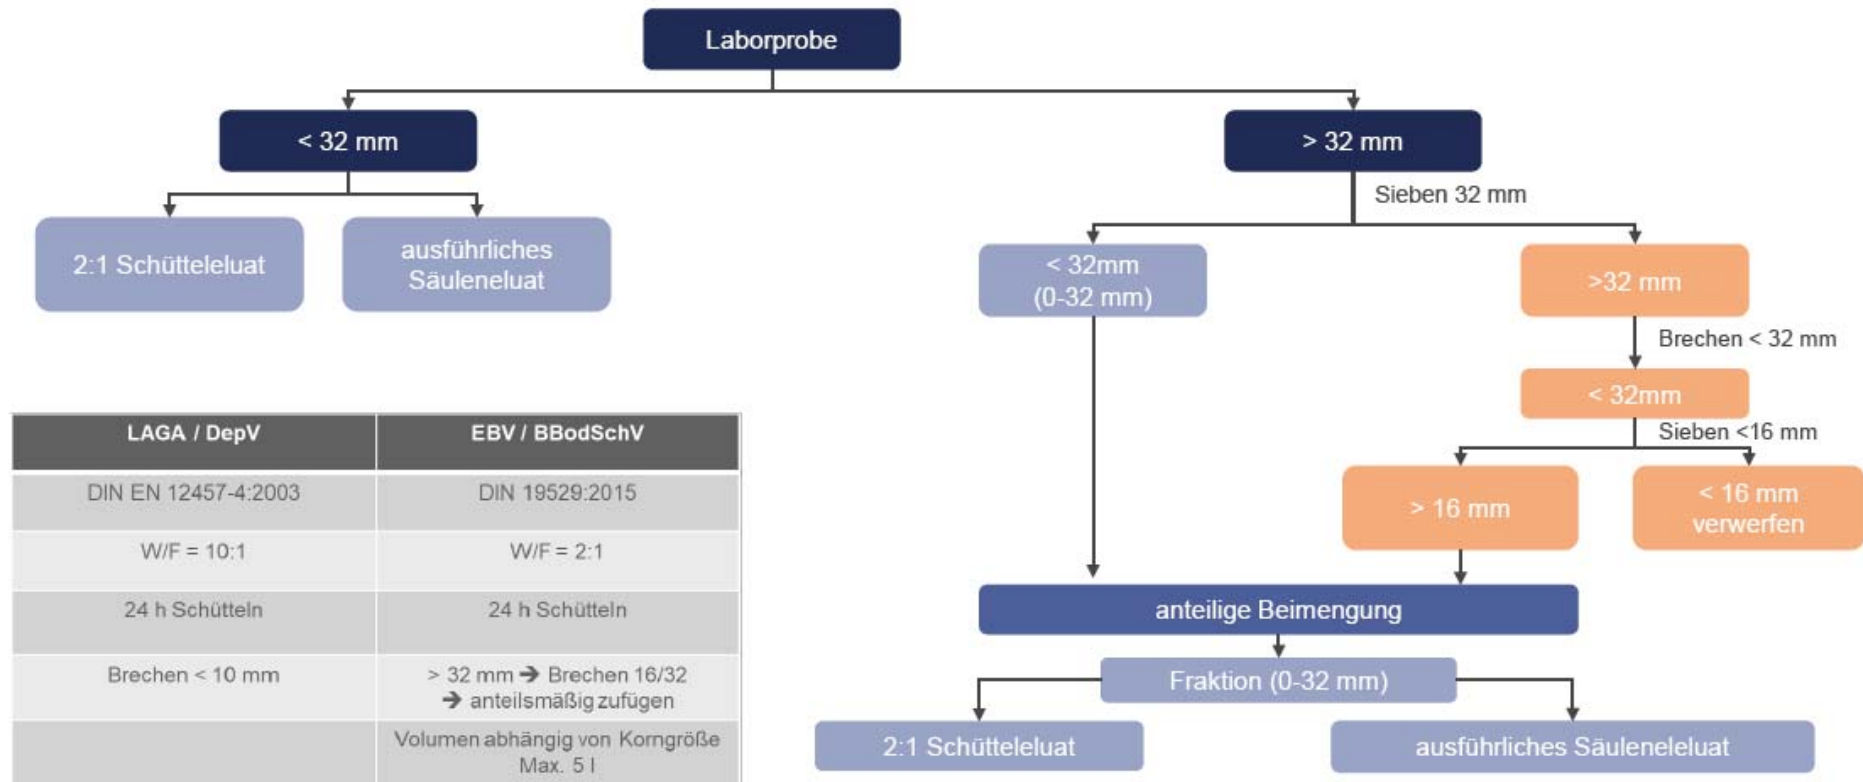 Laborprobe
< 32 mm
> 32 mm
Sieben 32 mm
2:1 Schütteleluat
ausführliches
Säuleneluat
< 32mm
(0-32 mm)
>32 mm
Brechen < 32 mm
< 32mm
Sieben <16 mm
> 16 mm
< 16 mm
verwerfen
anteilige Beimengung
Fraktion (0-32 mm)
2:1 Schütteleluat
ausführliches Säuleneleluat
LAGA / DepV
EBV / BBodSchV
DIN EN 12457-4:2003
DIN 19529:2015
W/F = 10:1
W/F = 2:1
24 h Schütteln
24 h Schütteln
Brechen < 10 mm
> 32 mm ➔ Brechen 16/32
➔ anteilsmäßig zufügen
Volumen abhängig von Korngröße
Max. 5 l